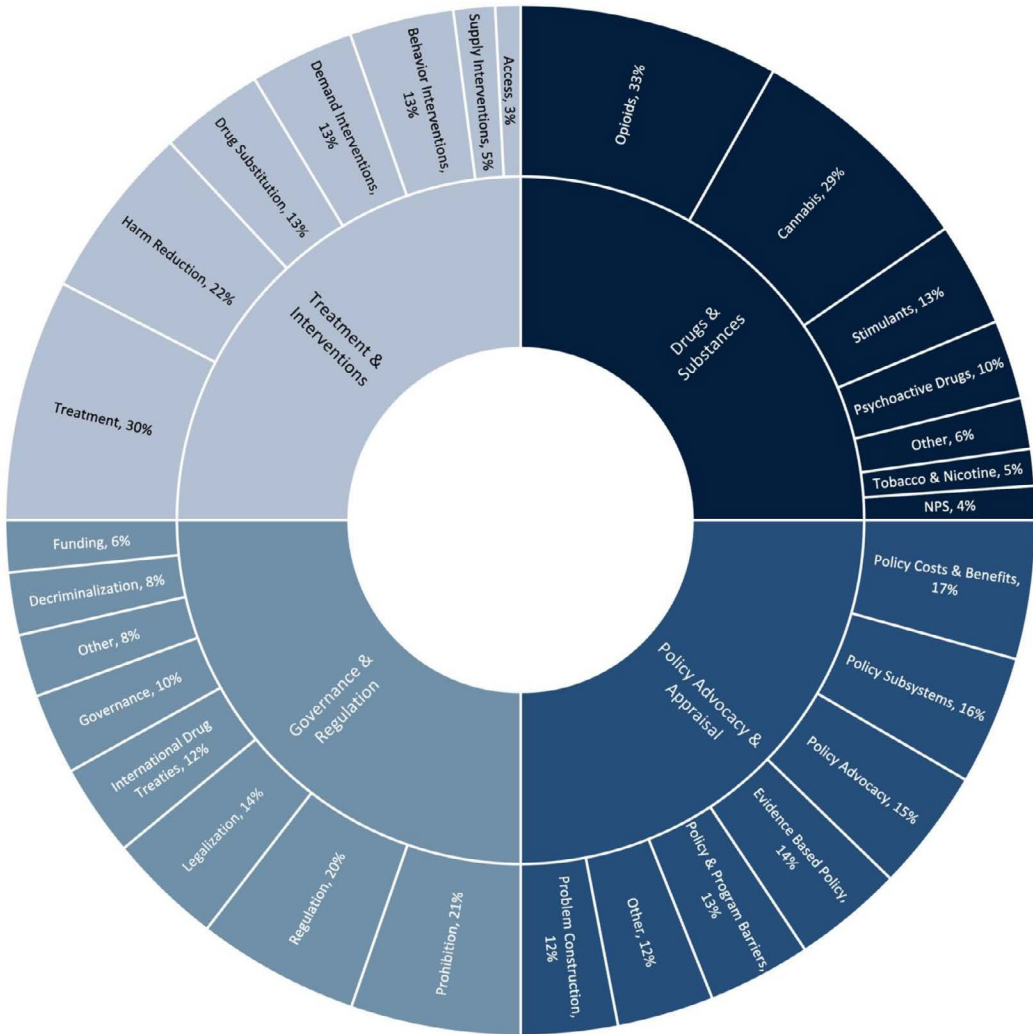 Drugs &
Substances
Opioids, 33%
Cannabis, 29%
Stimulants, 13%
Psychoactive Drugs, 10%
Other, 6%
Tobacco & Nicotine, 5%
NPS, 4%
Policy Advocacy &
Appraisal
Policy Costs & Benefits,
17%
Policy Subsystems, 16%
Policy Advocacy, 15%
Evidence Based Policy,
14%
Policy & Program Barriers,
13%
Other, 12%
Problem Construction,
12%
Governance &
Regulation
Prohibition, 21%
Regulation, 20%
Legalization, 14%
International Drug
Treaties, 12%
Governance, 10%
Other, 8%
Decriminalization, 8%
Funding, 6%
Treatment &
Interventions
Treatment, 30%
Harm Reduction, 22%
Drug Substitution, 13%
Demand Interventions,
13%
Behavior Interventions,
13%
Supply Interventions, 5%
Access, 3%